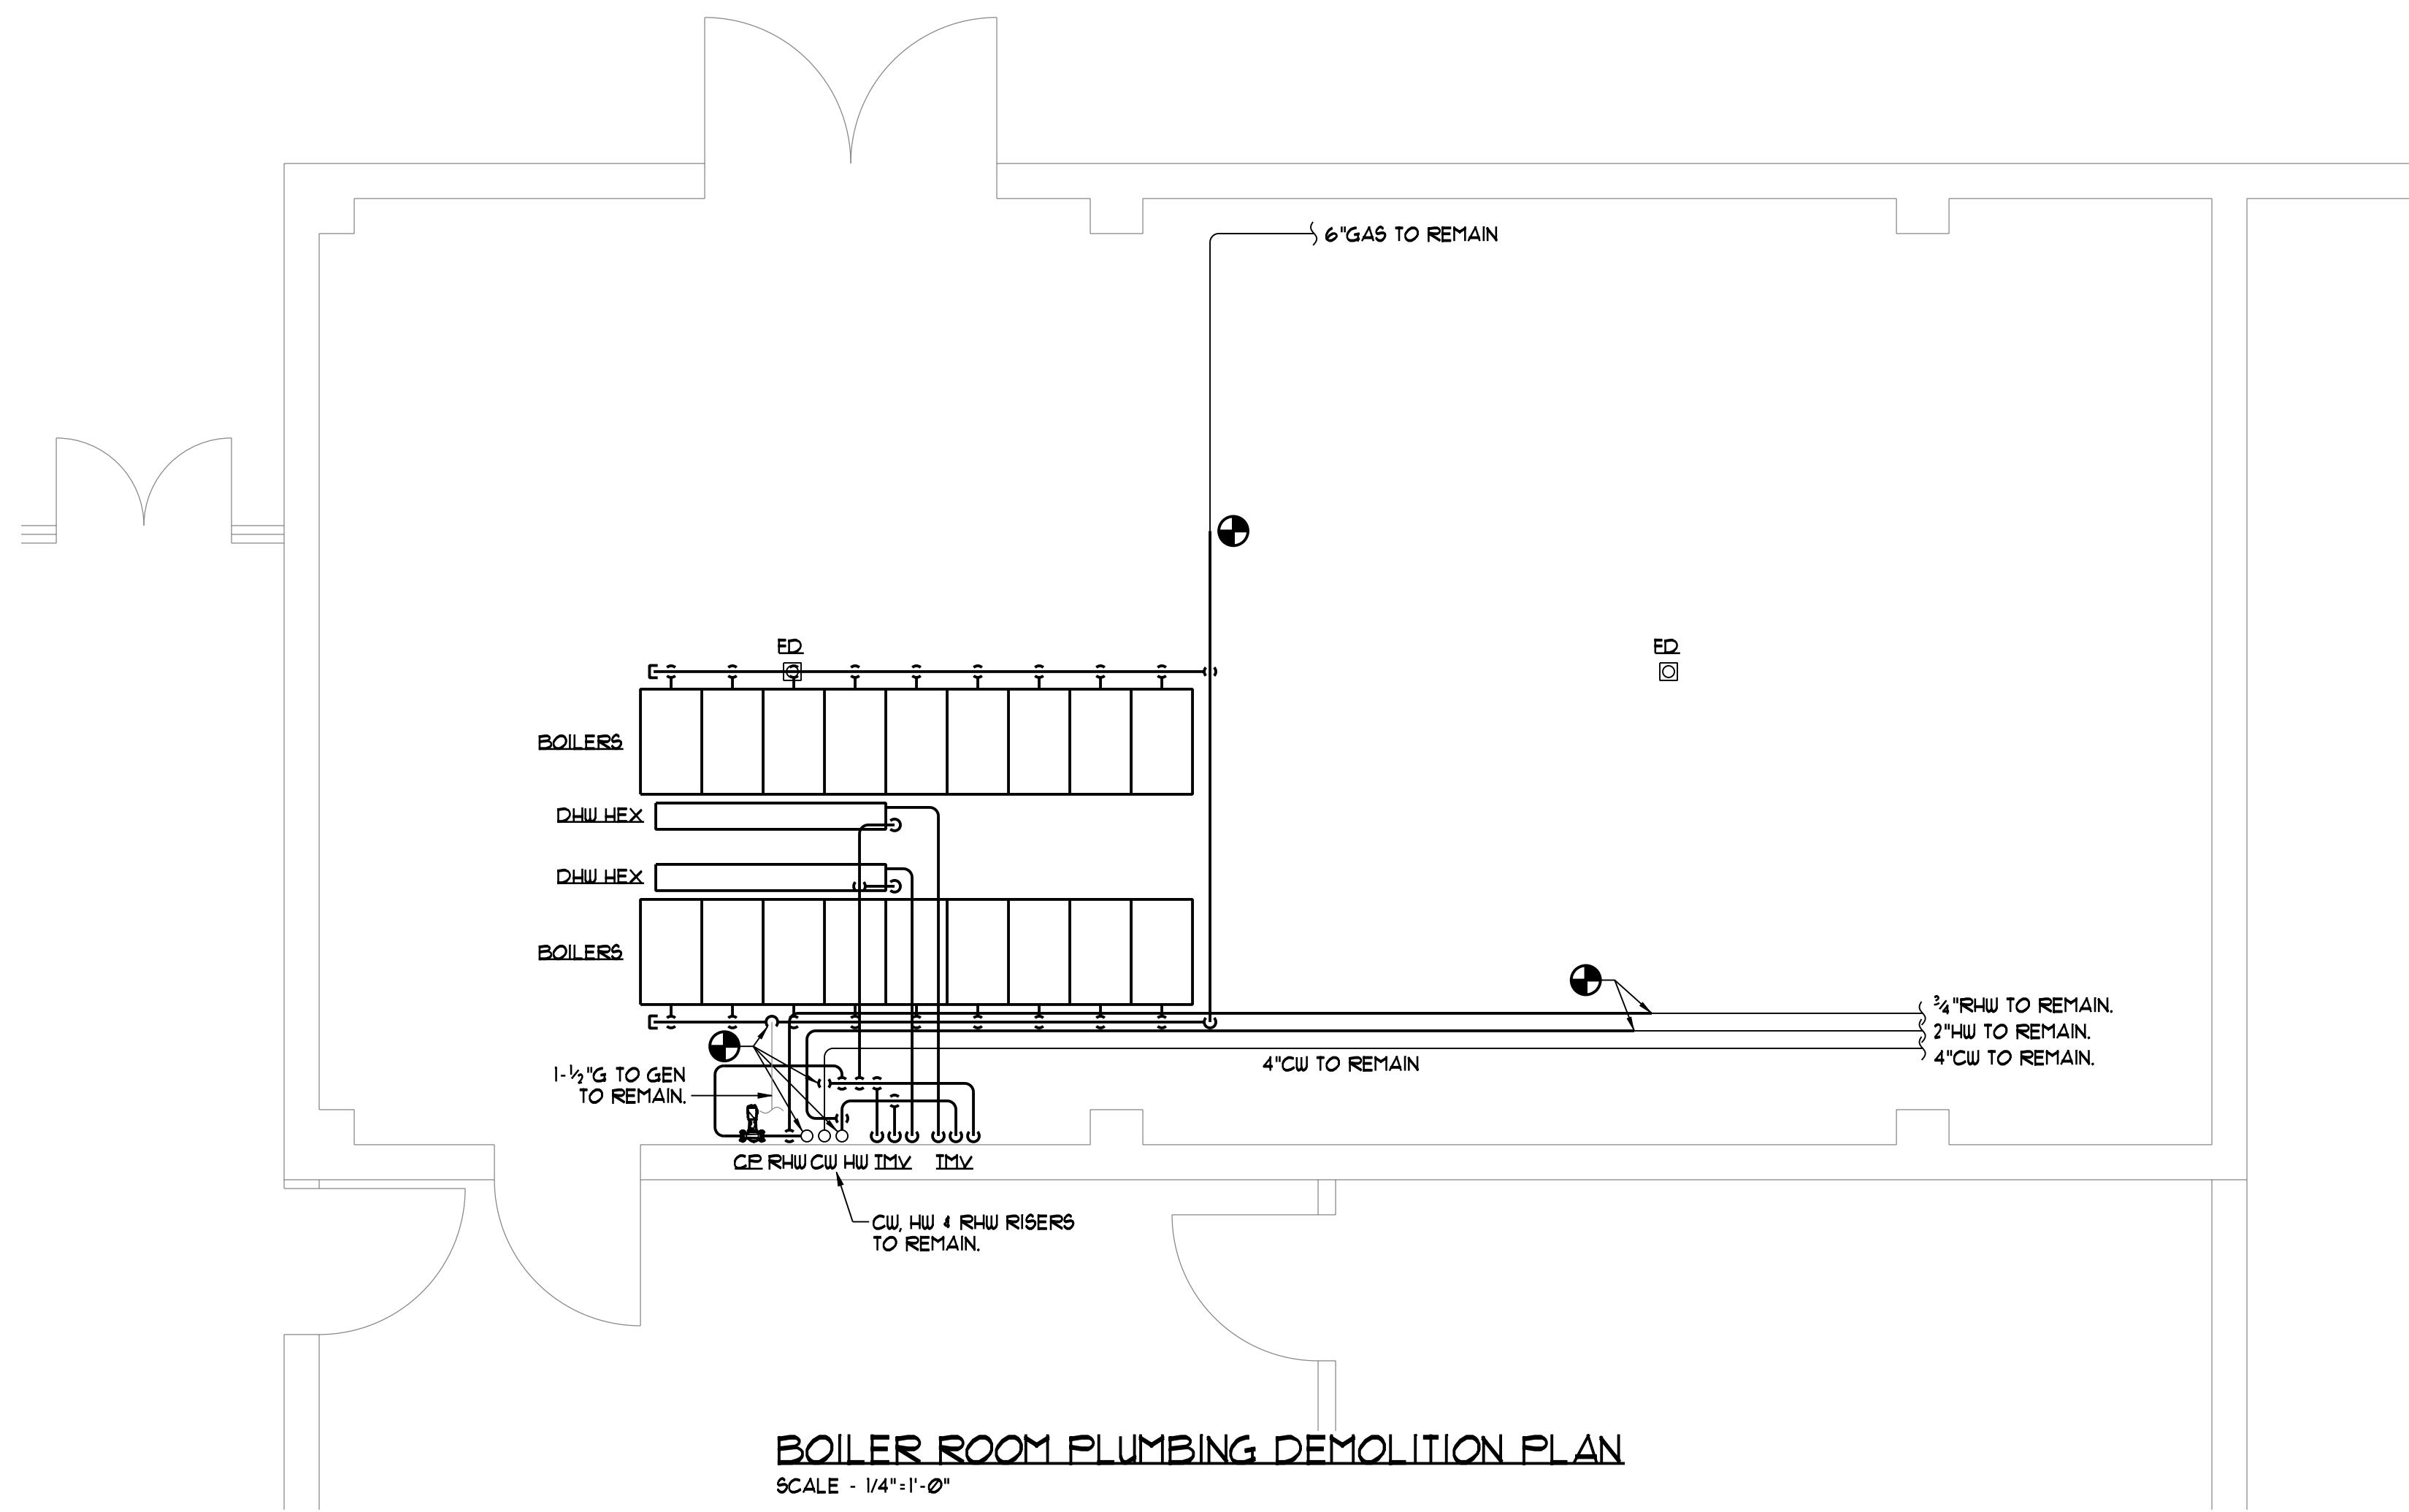 6"GAS TO REMAIN
FD
FD
BOILERS
DHW HEX
DHW HEX
BOILERS
3/4"RHW TO REMAIN.
2"HW TO REMAIN.
4"CW TO REMAIN.
4"CW TO REMAIN
1-1/2"G TO GEN
TO REMAIN.
CP RHW CW HW TMV TMV
CW, HW & RHW RISERS
TO REMAIN.
BOILER ROOM PLUMBING DEMOLITION PLAN
SCALE - 1/4"=1'-0"